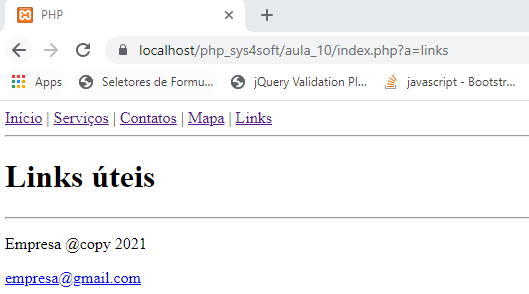 PHP
localhost/php_sys4soft/aula_10/index.php?a=links
Apps Seletores de Formu... jQuery Validation Pl... javascript - Bootstr...
Início | Serviços | Contatos | Mapa | Links
Links úteis
Empresa @copy 2021
empresa@gmail.com